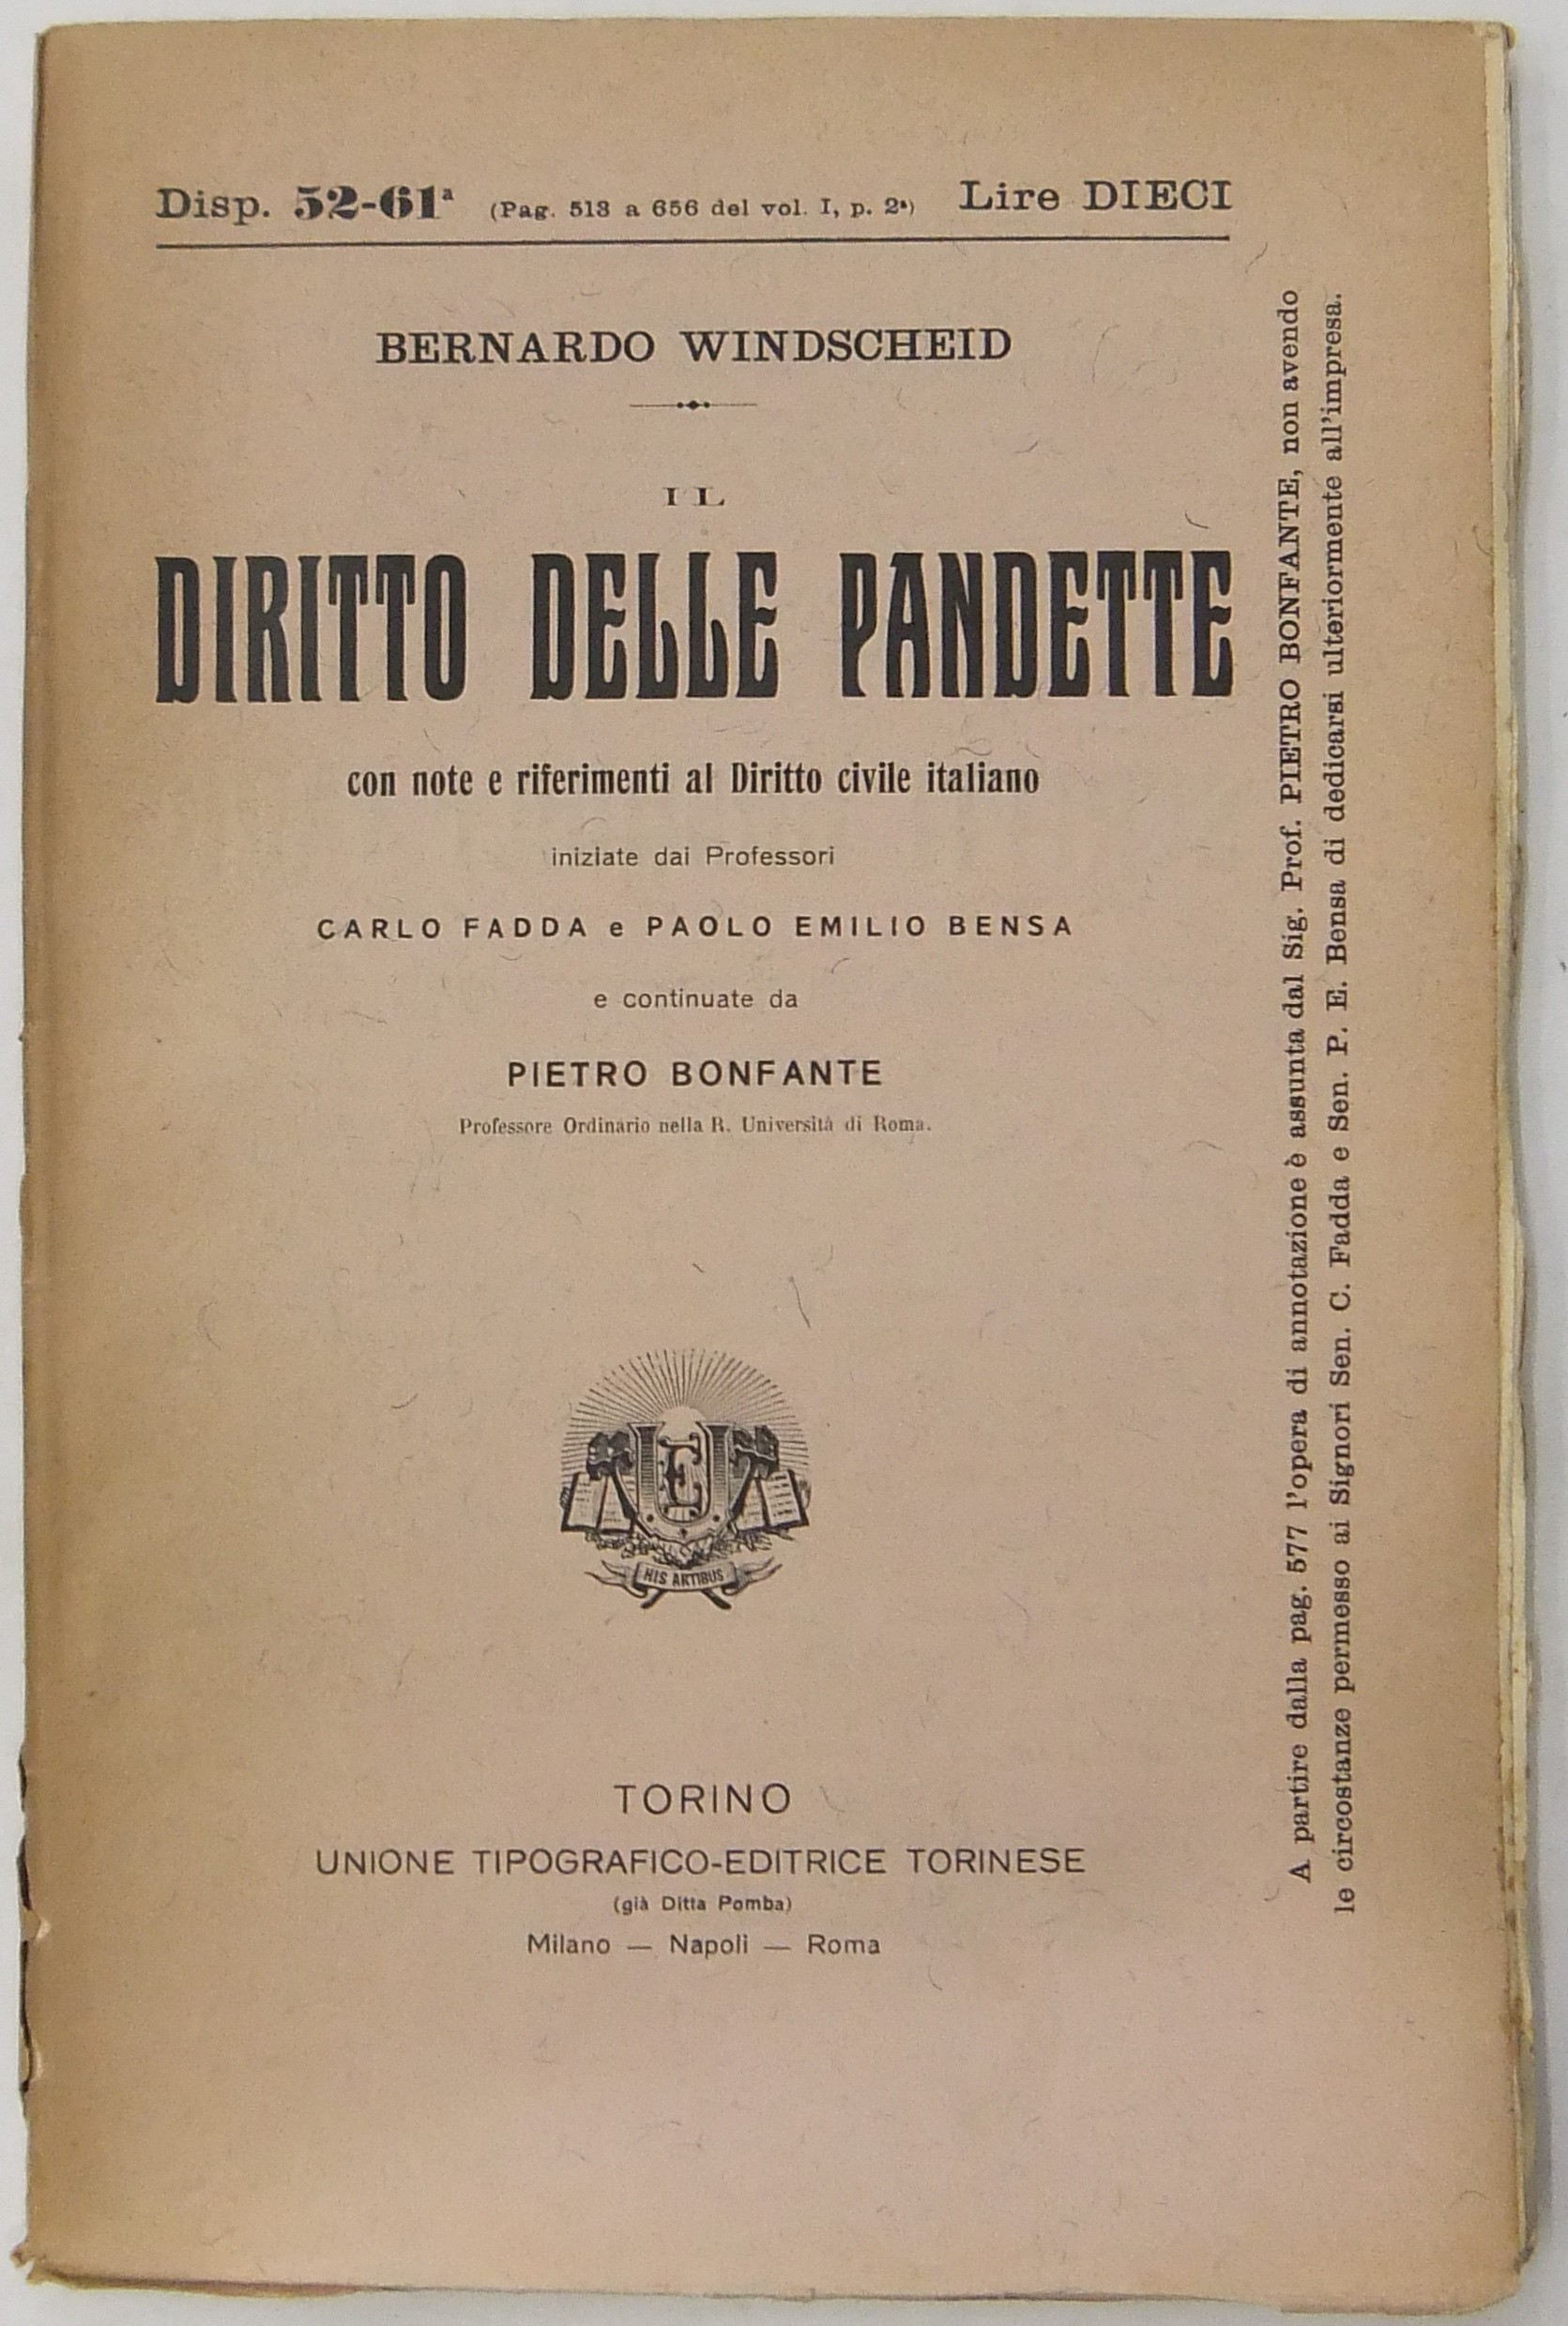 Disp. 52-61ª (Pag. 513 a 656 del vol. I, p. 2ª) Lire DIECI
BERNARDO WINDSCHEID
IL
DIRITTO DELLE PANDETTE
con note e riferimenti al Diritto civile italiano
iniziate dai Professori
CARLO FADDA e PAOLO EMILIO BENSA
e continuate da
PIETRO BONFANTE
Professore Ordinario nella R. Università di Roma.
UE
HIS ARTIBUS
TORINO
UNIONE TIPOGRAFICO-EDITRICE TORINESE
(già Ditta Pomba)
Milano — Napoli — Roma
A partire dalla pag. 577 l'opera di annotazione è assunta dal Sig. Prof. PIETRO BONFANTE, non avendo
le circostanze permesso ai Signori Sen. C. Fadda e Sen. P. E. Bensa di dedicarsi ulteriormente all'impresa.